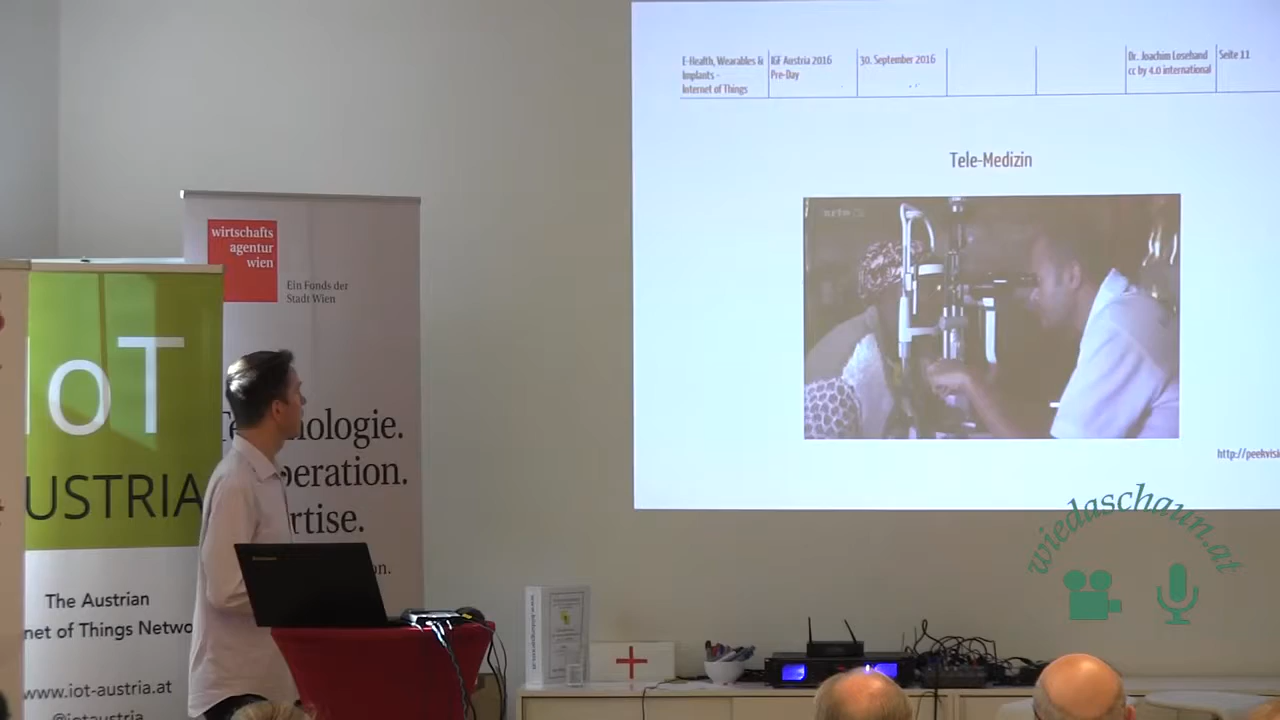 E-Health, Wearables &
Implants -
Internet of Things
IGF Austria 2016
Pre-Day
30. September 2016
Dr. Joachim Losehand
cc by 4.0 international
Seite 11
Tele-Medizin
arte
http://peekvisi
wirtschafts
agentur
wien
Ein Fonds der
Stadt Wien
nologie.
peration.
rtise.
on.
IoT
USTRIA
The Austrian
net of Things Netwo
www.iot-austria.at
@iotaustria
wiedaschaun.at